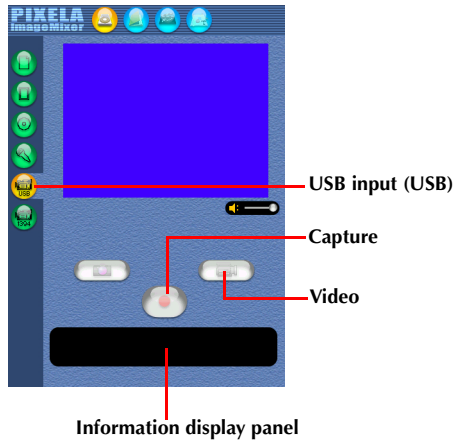 PIXELA
ImageMixer
USB
1394
USB input (USB)
Capture
Video
Information display panel